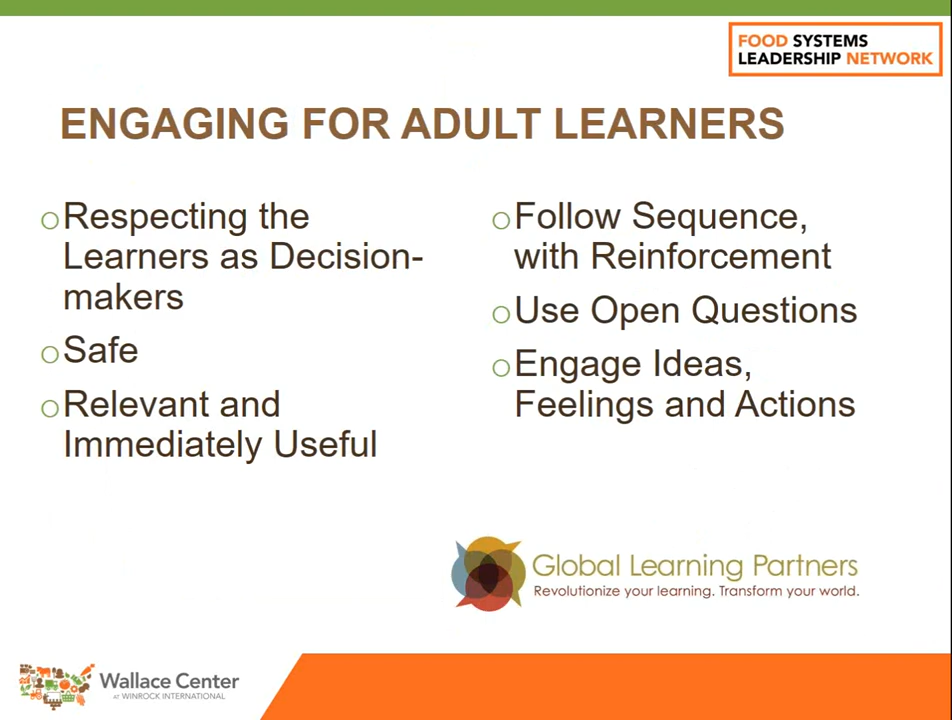 FOOD SYSTEMS
LEADERSHIP NETWORK
ENGAGING FOR ADULT LEARNERS
Respecting the
Learners as Decision-
makers
Safe
Relevant and
Immediately Useful
Follow Sequence,
with Reinforcement
Use Open Questions
Engage Ideas,
Feelings and Actions
Global Learning Partners
Revolutionize your learning. Transform your world.
Wallace Center
AT WINROCK INTERNATIONAL